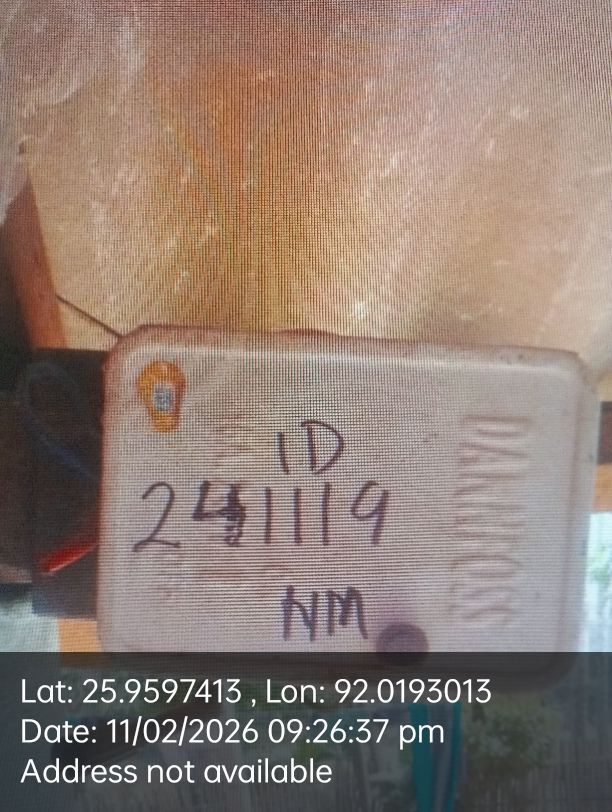 ID
241119
NM
Lat: 25.9597413 , Lon: 92.0193013
Date: 11/02/2026 09:26:37 pm
Address not available